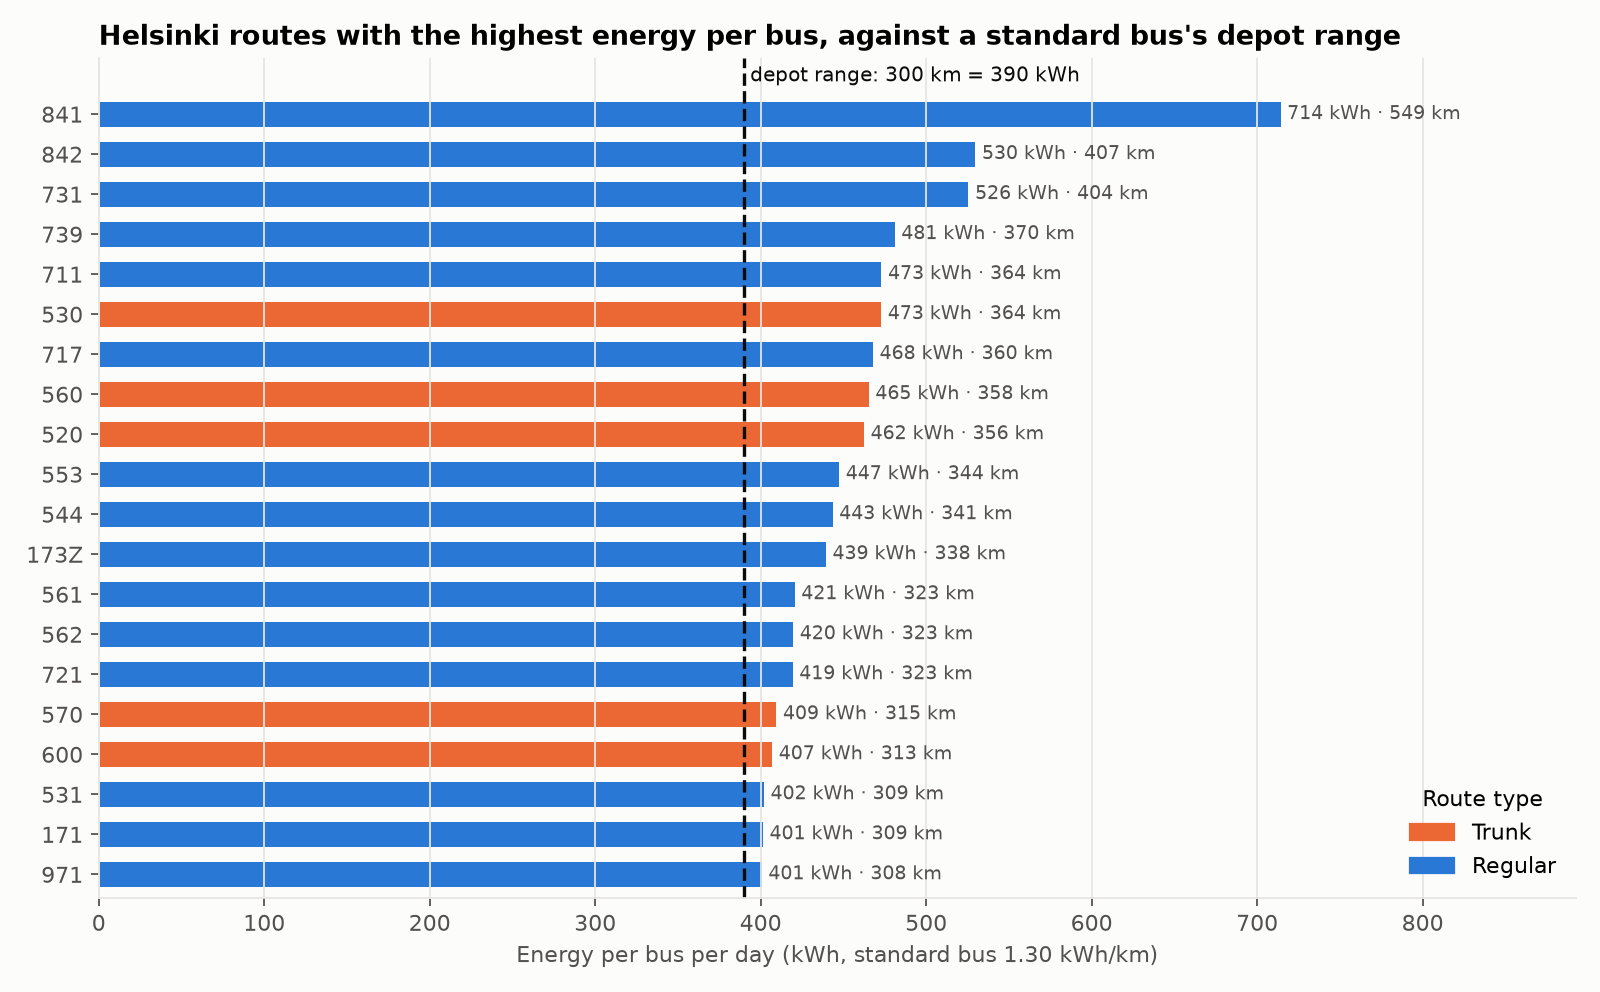 Helsinki routes with the highest energy per bus, against a standard bus's depot range
depot range: 300 km = 390 kWh
841 714 kWh · 549 km
842 530 kWh · 407 km
731 526 kWh · 404 km
739 481 kWh · 370 km
711 473 kWh · 364 km
530 473 kWh · 364 km
717 468 kWh · 360 km
560 465 kWh · 358 km
520 462 kWh · 356 km
553 447 kWh · 344 km
544 443 kWh · 341 km
173Z 439 kWh · 338 km
561 421 kWh · 323 km
562 420 kWh · 323 km
721 419 kWh · 323 km
570 409 kWh · 315 km
600 407 kWh · 313 km
531 402 kWh · 309 km
171 401 kWh · 309 km
971 401 kWh · 308 km
Route type
Trunk
Regular
0 100 200 300 400 500 600 700 800
Energy per bus per day (kWh, standard bus 1.30 kWh/km)